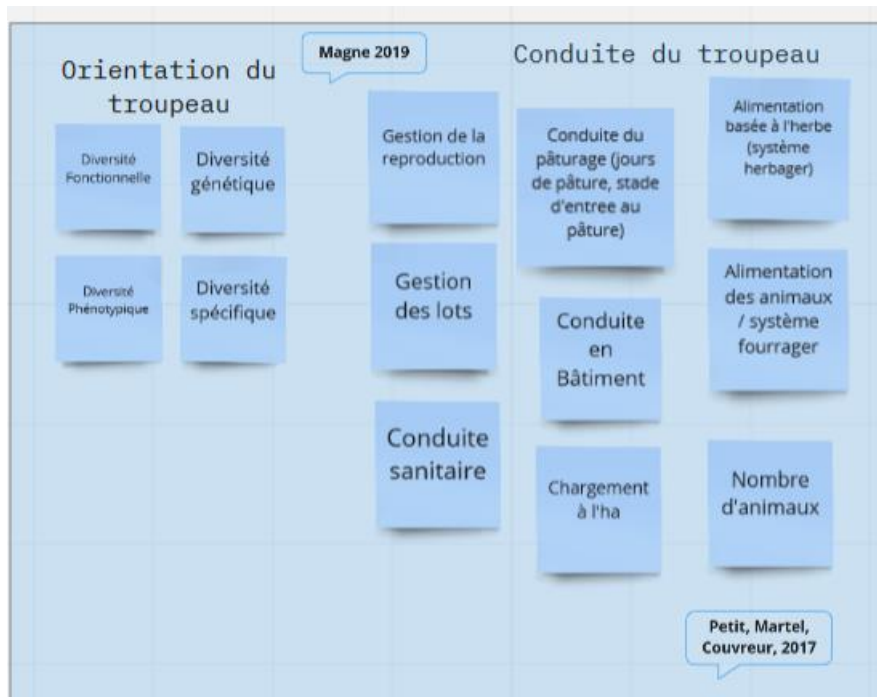 Orientation du
troupeau
Magne 2019
Conduite du troupeau
Diversité
Fonctionnelle
Diversité
génétique
Diversité
Phénotypique
Diversité
spécifique
Gestion de la
reproduction
Conduite du
pâturage (jours
de pâture, stade
d'entree au
pâture)
Alimentation
basée à l'herbe
(système
herbager)
Gestion
des lots
Conduite
en
Bâtiment
Alimentation
des animaux
/ système
fourrager
Conduite
sanitaire
Chargement
à l'ha
Nombre
d'animaux
Petit, Martel,
Couvreur, 2017